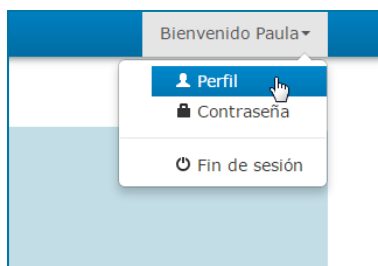 Bienvenido Paula
Perfil
Contraseña
Fin de sesión